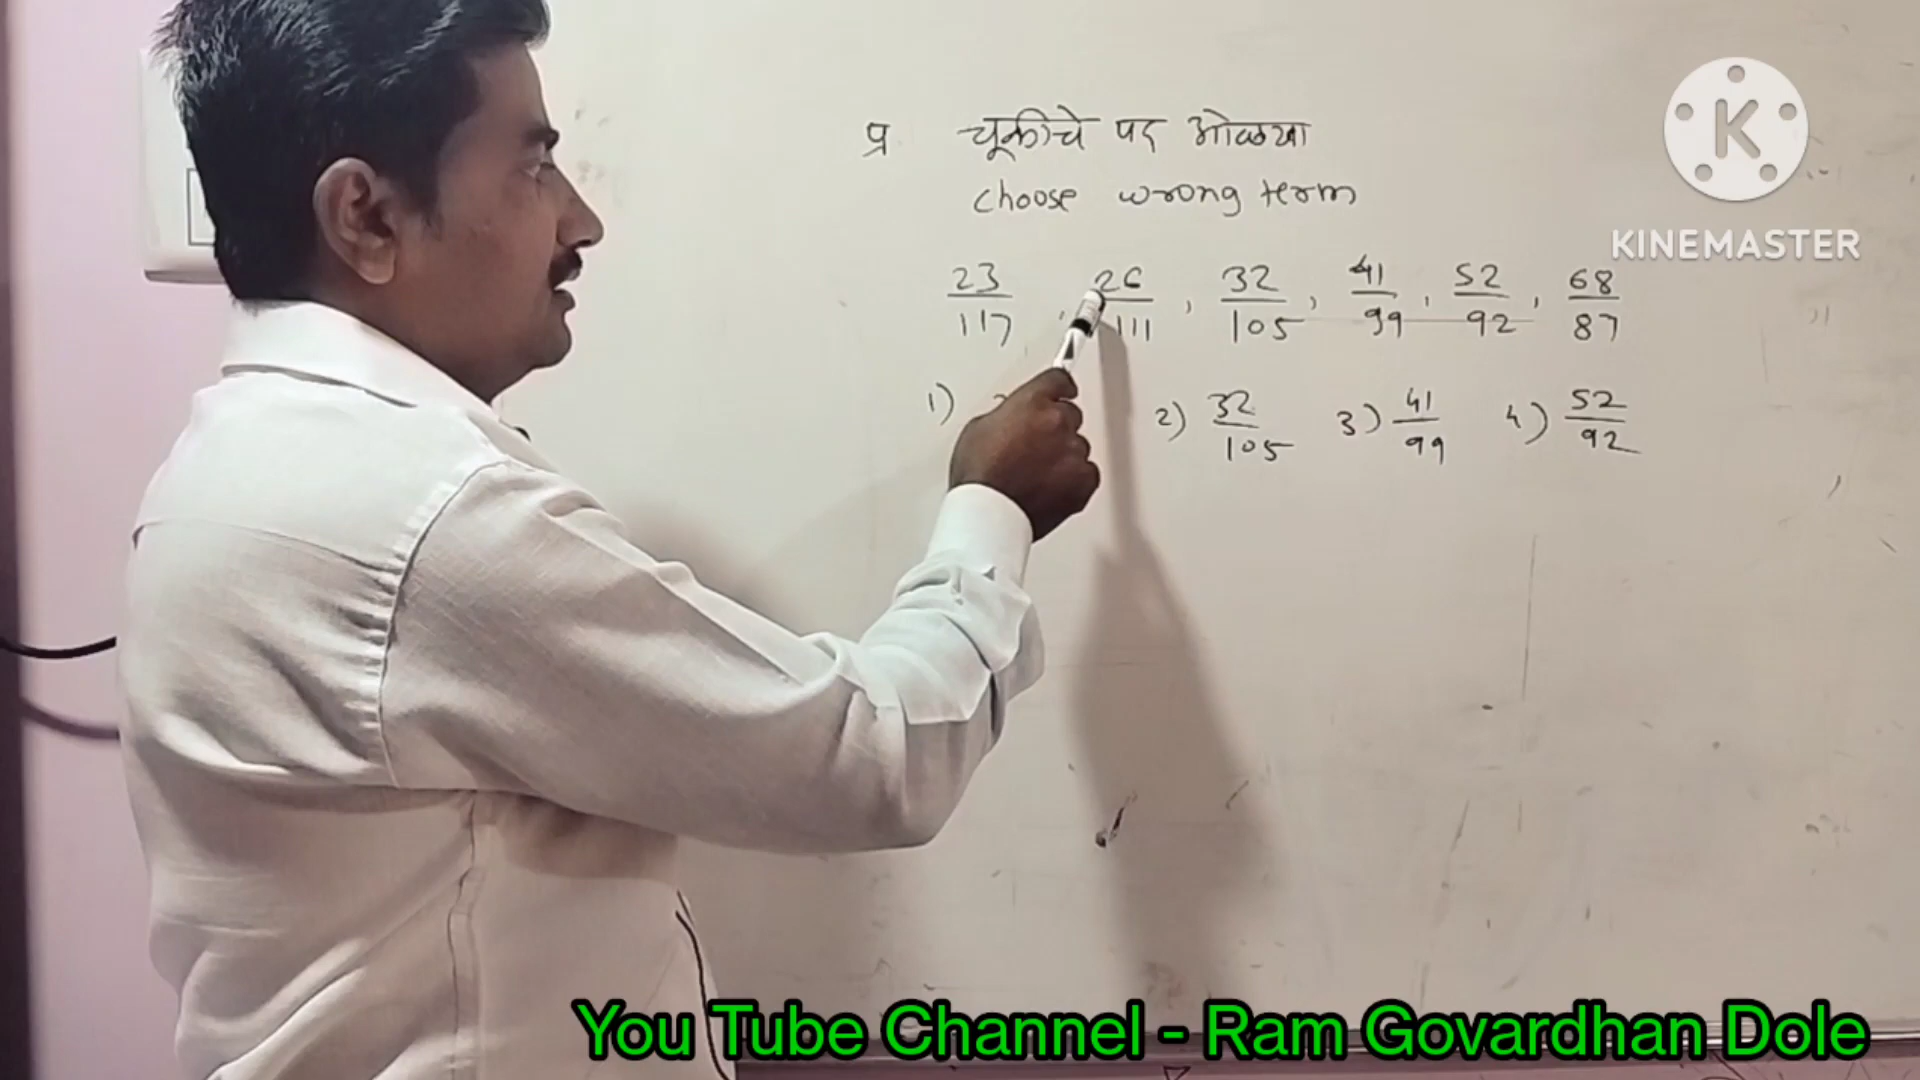 प्र. चूकीचे पद ओळखा
choose wrong term
23/117 , 26/111 , 32/105 , 41/99 , 52/92 , 68/87
1) 2) 32/105 3) 41/99 4) 52/92
K
KINEMASTER
You Tube Channel - Ram Govardhan Dole